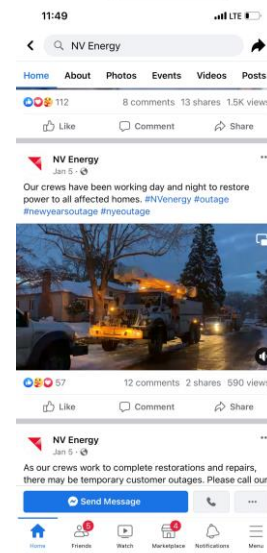 11:49
LTE
NV Energy
Home About Photos Events Videos Posts
112 8 comments 13 shares 1.5K views
Like Comment Share
NV Energy
Jan 5 ·
Our crews have been working day and night to restore
power to all affected homes. #NVenergy #outage
#newyearsoutage #nyeoutage
57 12 comments 2 shares 590 views
Like Comment Share
NV Energy
Jan 5 ·
As our crews work to complete restorations and repairs,
there may be temporary customer outages. Please call our
Send Message
5
4
Home Friends Watch Marketplace Notifications Menu